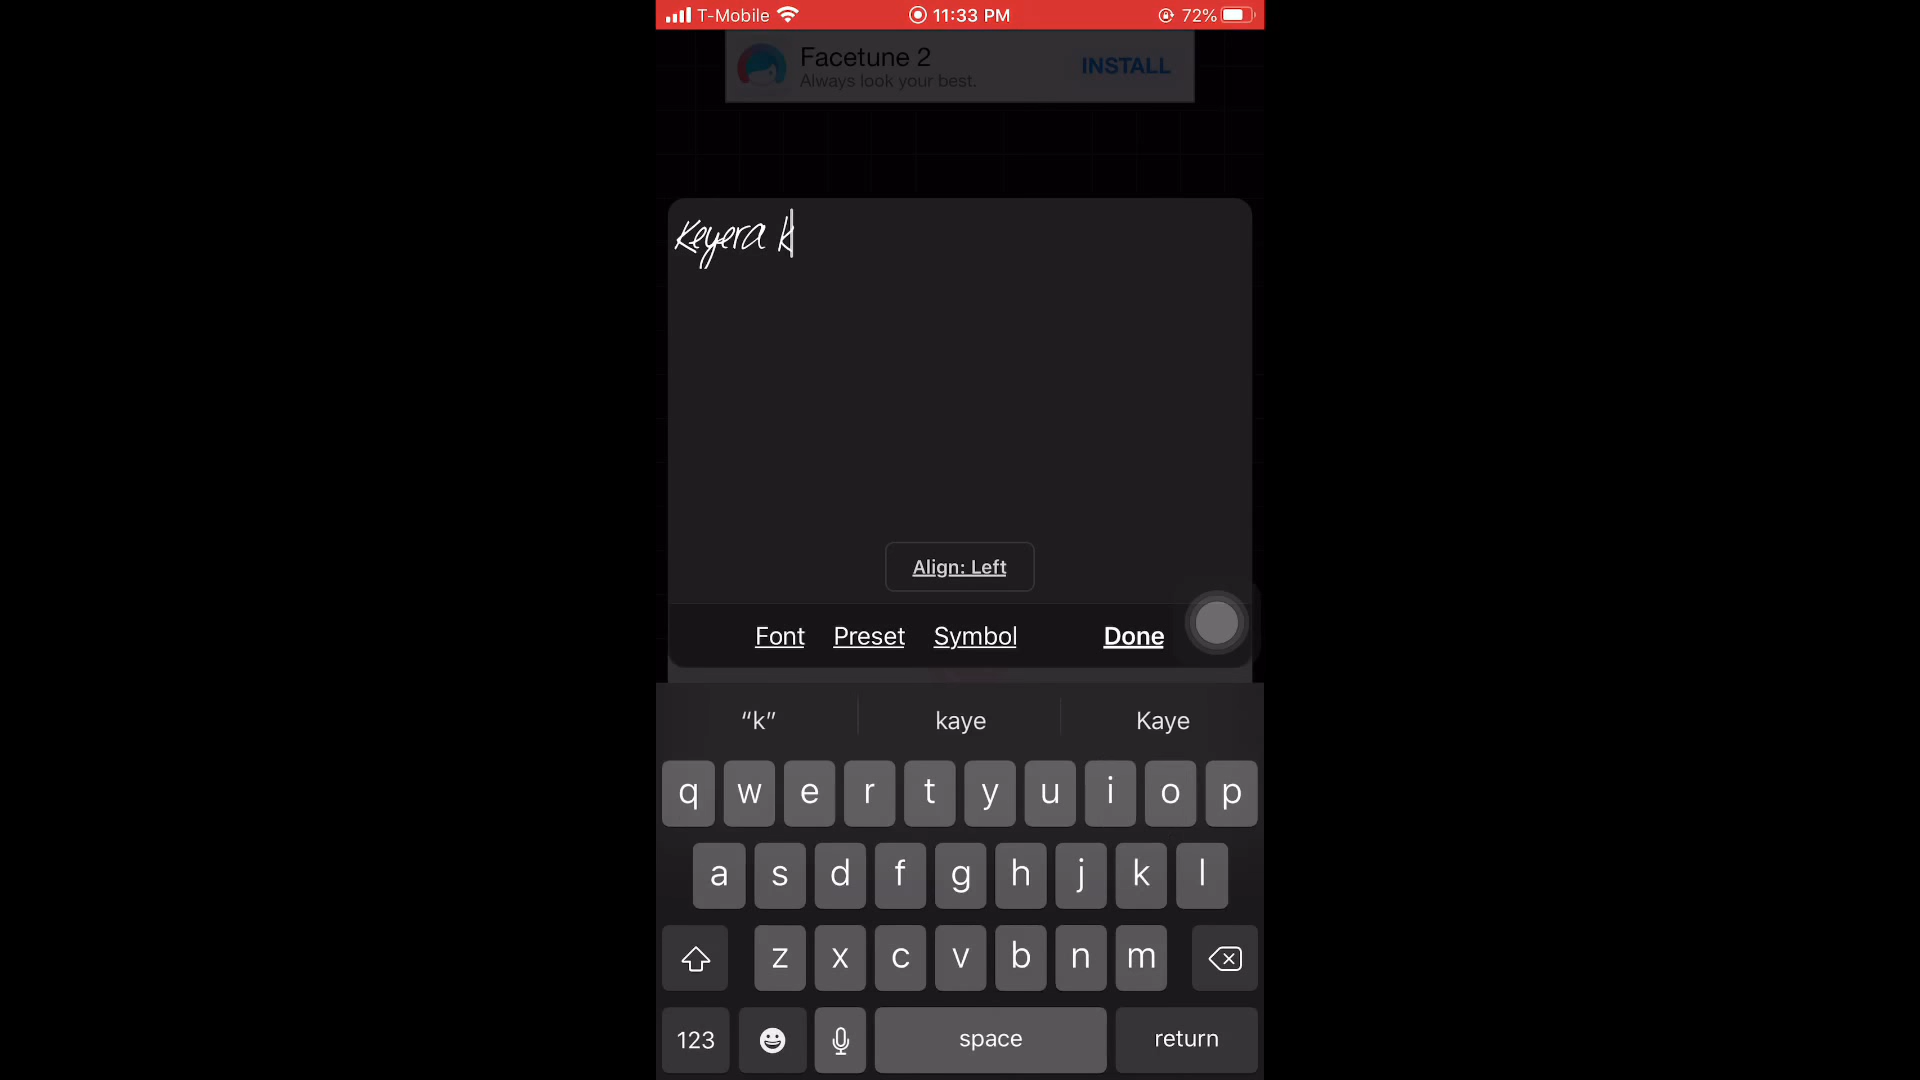 T-Mobile 11:33 PM 72%
Facetune 2
Always look your best.
INSTALL
Keyera k
Align: Left
Font Preset Symbol Done
“k” kaye Kaye
q w e r t y u i o p
a s d f g h j k l
z x c v b n m
123 space return